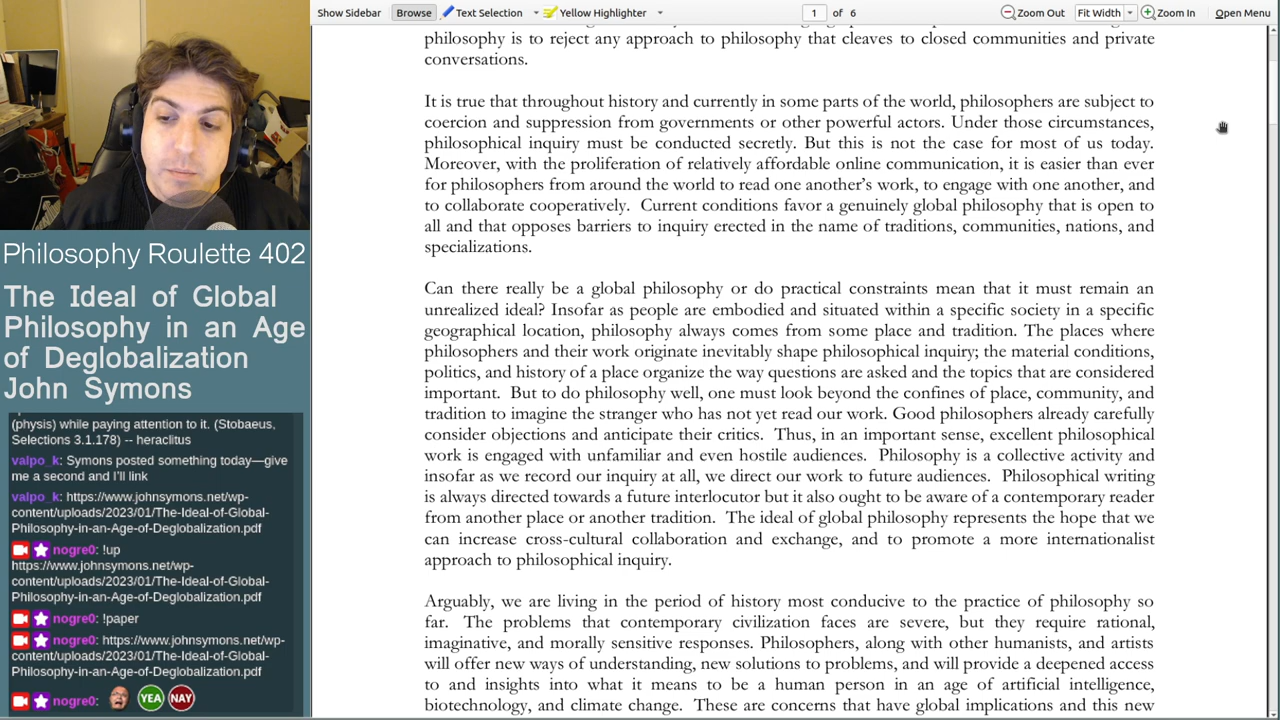 Show Sidebar Browse Text Selection Yellow Highlighter 1 of 6 Zoom Out Fit Width Zoom In Open Menu
philosophy is to reject any approach to philosophy that cleaves to closed communities and private
conversations.
It is true that throughout history and currently in some parts of the world, philosophers are subject to
coercion and suppression from governments or other powerful actors. Under those circumstances,
philosophical inquiry must be conducted secretly. But this is not the case for most of us today.
Moreover, with the proliferation of relatively affordable online communication, it is easier than ever
for philosophers from around the world to read one another's work, to engage with one another, and
to collaborate cooperatively. Current conditions favor a genuinely global philosophy that is open to
all and that opposes barriers to inquiry erected in the name of traditions, communities, nations, and
specializations.
Can there really be a global philosophy or do practical constraints mean that it must remain an
unrealized ideal? Insofar as people are embodied and situated within a specific society in a specific
geographical location, philosophy always comes from some place and tradition. The places where
philosophers and their work originate inevitably shape philosophical inquiry; the material conditions,
politics, and history of a place organize the way questions are asked and the topics that are considered
important. But to do philosophy well, one must look beyond the confines of place, community, and
tradition to imagine the stranger who has not yet read our work. Good philosophers already carefully
consider objections and anticipate their critics. Thus, in an important sense, excellent philosophical
work is engaged with unfamiliar and even hostile audiences. Philosophy is a collective activity and
insofar as we record our inquiry at all, we direct our work to future audiences. Philosophical writing
is always directed towards a future interlocutor but it also ought to be aware of a contemporary reader
from another place or another tradition. The ideal of global philosophy represents the hope that we
can increase cross-cultural collaboration and exchange, and to promote a more internationalist
approach to philosophical inquiry.
Arguably, we are living in the period of history most conducive to the practice of philosophy so
far. The problems that contemporary civilization faces are severe, but they require rational,
imaginative, and morally sensitive responses. Philosophers, along with other humanists, and artists
will offer new ways of understanding, new solutions to problems, and will provide a deepened access
to and insights into what it means to be a human person in an age of artificial intelligence,
biotechnology, and climate change. These are concerns that have global implications and this new
Philosophy Roulette 402
The Ideal of Global
Philosophy in an Age
of Deglobalization
John Symons
(physis) while paying attention to it. (Stobaeus,
Selections 3.1.178) -- heraclitus
valpo_k: Symons posted something today—give
me a second and I'll link
valpo_k: https://www.johnsymons.net/wp-
content/uploads/2023/01/The-Ideal-of-Global-
Philosophy-in-an-Age-of-Deglobalization.pdf
nogre0: !up
https://www.johnsymons.net/wp-
content/uploads/2023/01/The-Ideal-of-Global-
Philosophy-in-an-Age-of-Deglobalization.pdf
nogre0: !paper
nogre0: https://www.johnsymons.net/wp-
content/uploads/2023/01/The-Ideal-of-Global-
Philosophy-in-an-Age-of-Deglobalization.pdf
nogre0: YEA NAY